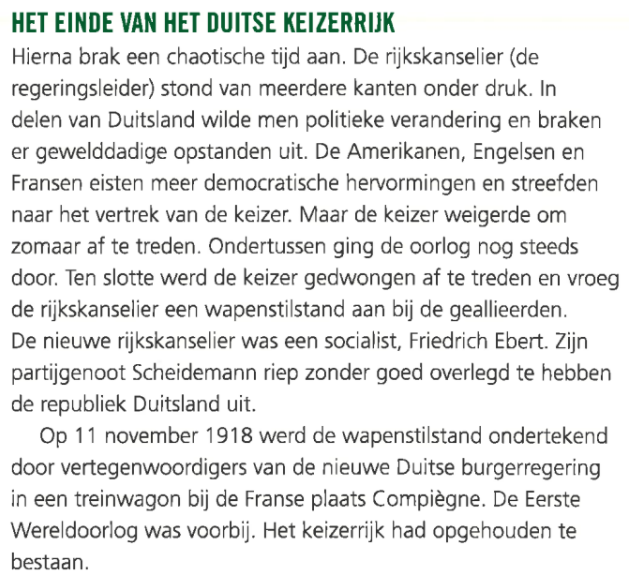 HET EINDE VAN HET DUITSE KEIZERRIJK
Hierna brak een chaotische tijd aan. De rijkskanselier (de
regeringsleider) stond van meerdere kanten onder druk. In
delen van Duitsland wilde men politieke verandering en braken
er gewelddadige opstanden uit. De Amerikanen, Engelsen en
Fransen eisten meer democratische hervormingen en streefden
naar het vertrek van de keizer. Maar de keizer weigerde om
zomaar af te treden. Ondertussen ging de oorlog nog steeds
door. Ten slotte werd de keizer gedwongen af te treden en vroeg
de rijkskanselier een wapenstilstand aan bij de geallieerden.
De nieuwe rijkskanselier was een socialist, Friedrich Ebert. Zijn
partijgenoot Scheidemann riep zonder goed overlegd te hebben
de republiek Duitsland uit.
Op 11 november 1918 werd de wapenstilstand ondertekend
door vertegenwoordigers van de nieuwe Duitse burgerregering
in een treinwagon bij de Franse plaats Compiègne. De Eerste
Wereldoorlog was voorbij. Het keizerrijk had opgehouden te
bestaan.